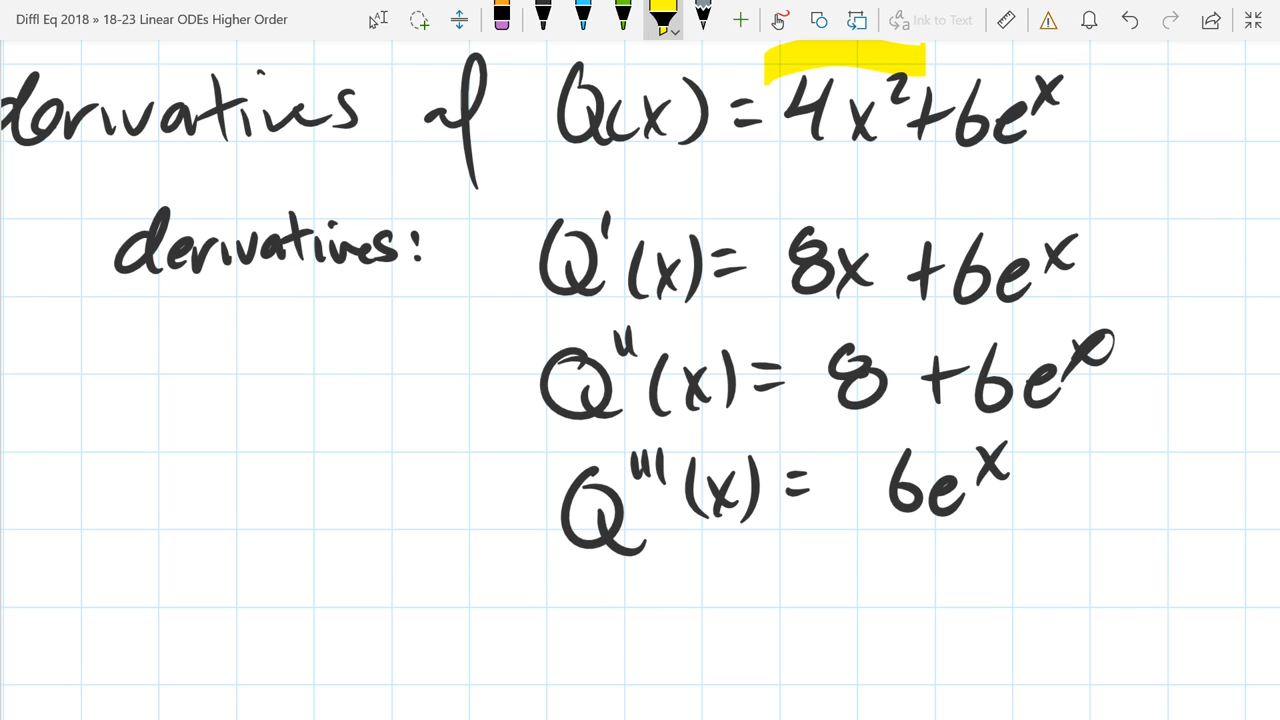 Diffl Eq 2018 » 18-23 Linear ODEs Higher Order
Ink to Text
derivatives of Q(x) = 4x² + 6eˣ
derivatives: Q'(x) = 8x + 6eˣ
Q''(x) = 8 + 6eˣ
Q'''(x) = 6eˣ